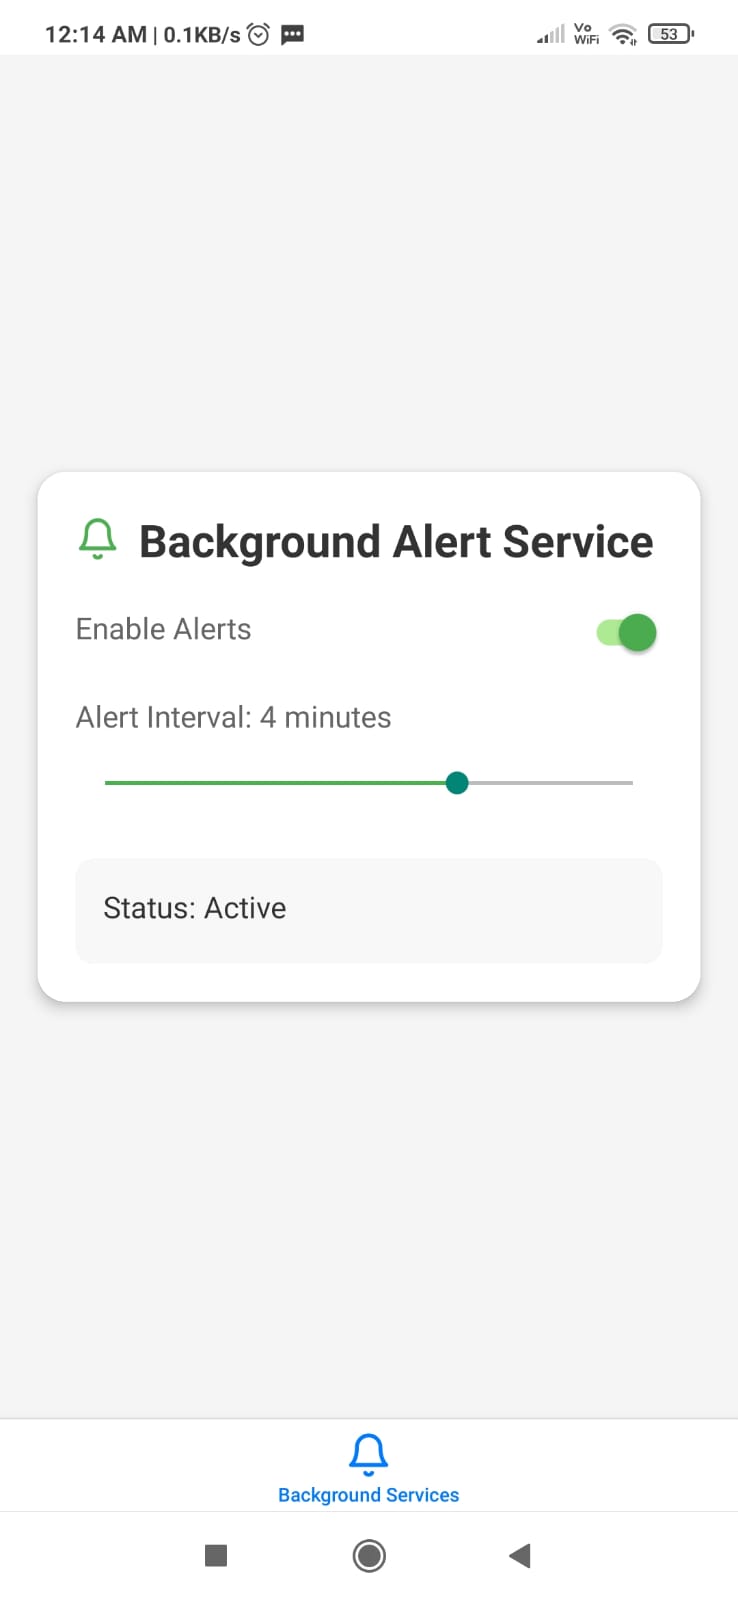 12:14 AM | 0.1KB/s
Vo
WiFi
53
Background Alert Service
Enable Alerts
Alert Interval: 4 minutes
Status: Active
Background Services